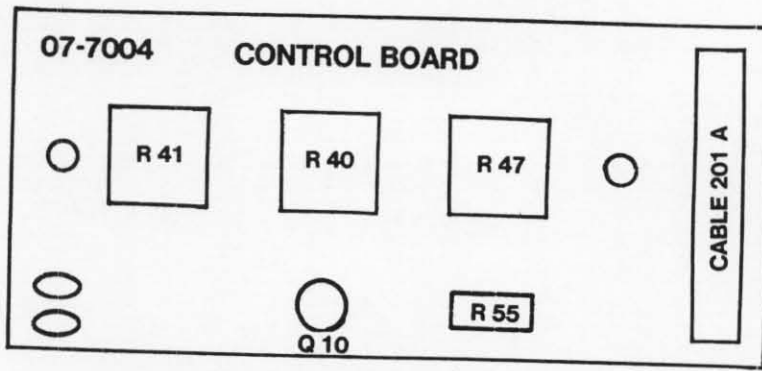 07-7004 CONTROL BOARD
R 41 R 40 R 47
CABLE 201 A
R 55
Q 10